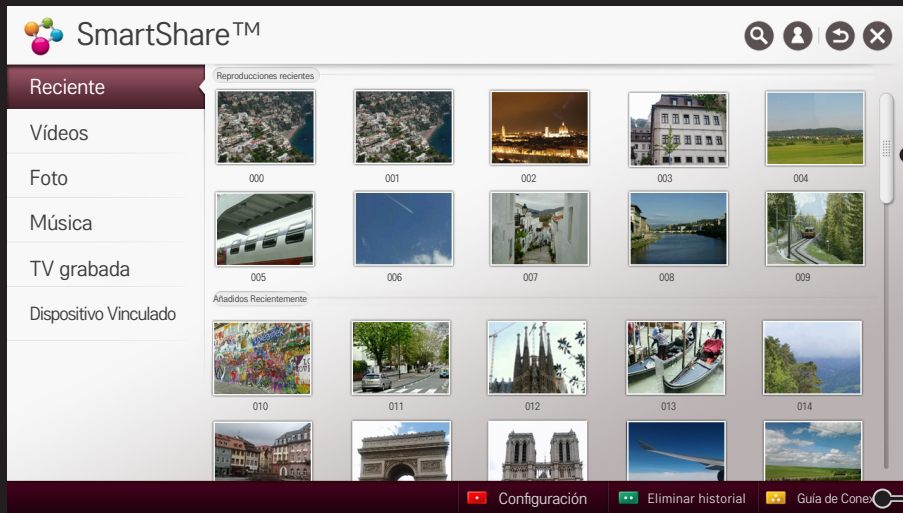 SmartShare™
Reciente
Vídeos
Foto
Música
TV grabada
Dispositivo Vinculado
Reproducciones recientes
000 001 002 003 004
005 006 007 008 009
Añadidos Recientemente
010 011 012 013 014
Configuración Eliminar historial Guía de Conex